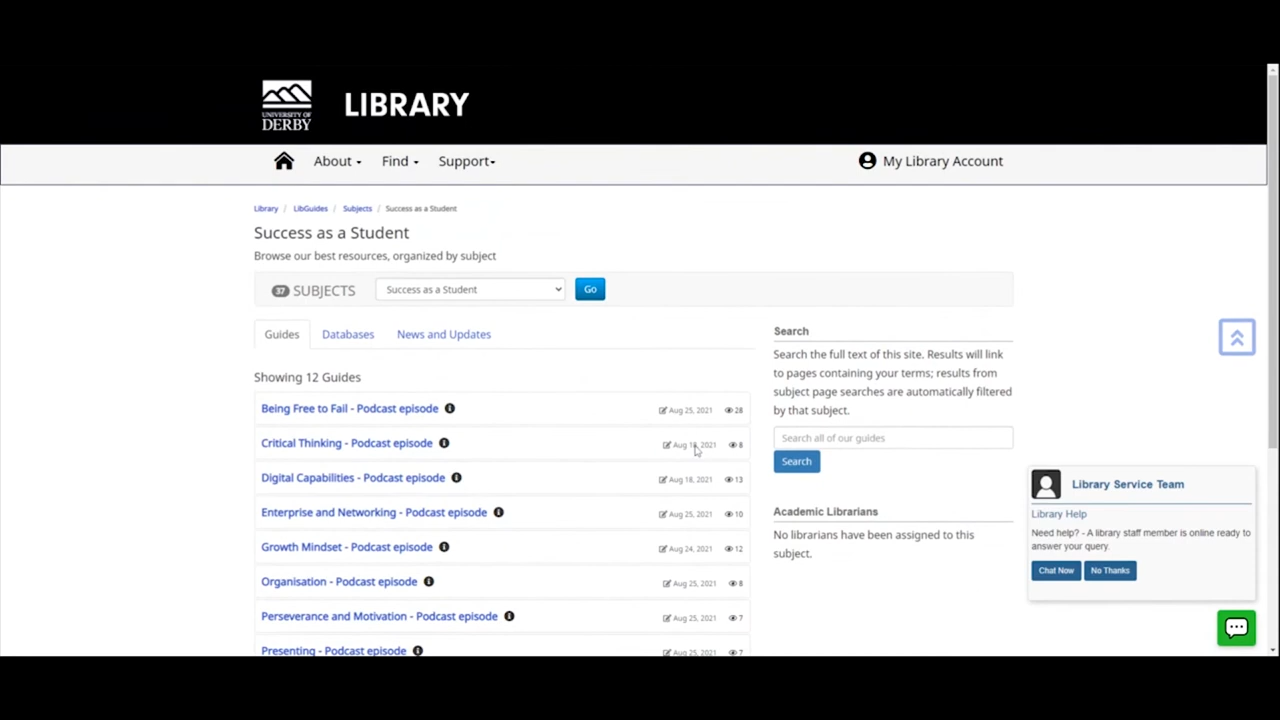 UNIVERSITY OF
DERBY
LIBRARY
About
Find
Support
My Library Account
Library / LibGuides / Subjects / Success as a Student
Success as a Student
Browse our best resources, organized by subject
37 SUBJECTS
Success as a Student
Go
Guides
Databases
News and Updates
Showing 12 Guides
Being Free to Fail - Podcast episode
Aug 25, 2021
28
Critical Thinking - Podcast episode
2021
8
Digital Capabilities - Podcast episode
Aug 18, 2021
13
Enterprise and Networking - Podcast episode
Aug 25, 2021
10
Growth Mindset - Podcast episode
Aug 24, 2021
12
Organisation - Podcast episode
Aug 25, 2021
8
Perseverance and Motivation - Podcast episode
Aug 25, 2021
7
Presenting - Podcast episode
Aug 25, 2021
7
Search
Search the full text of this site. Results will link
to pages containing your terms; results from
subject page searches are automatically filtered
by that subject.
Search all of our guides
Search
Academic Librarians
No librarians have been assigned to this
subject.
Library Service Team
Library Help
Need help? - A library staff member is online ready to
answer your query.
Chat Now
No Thanks